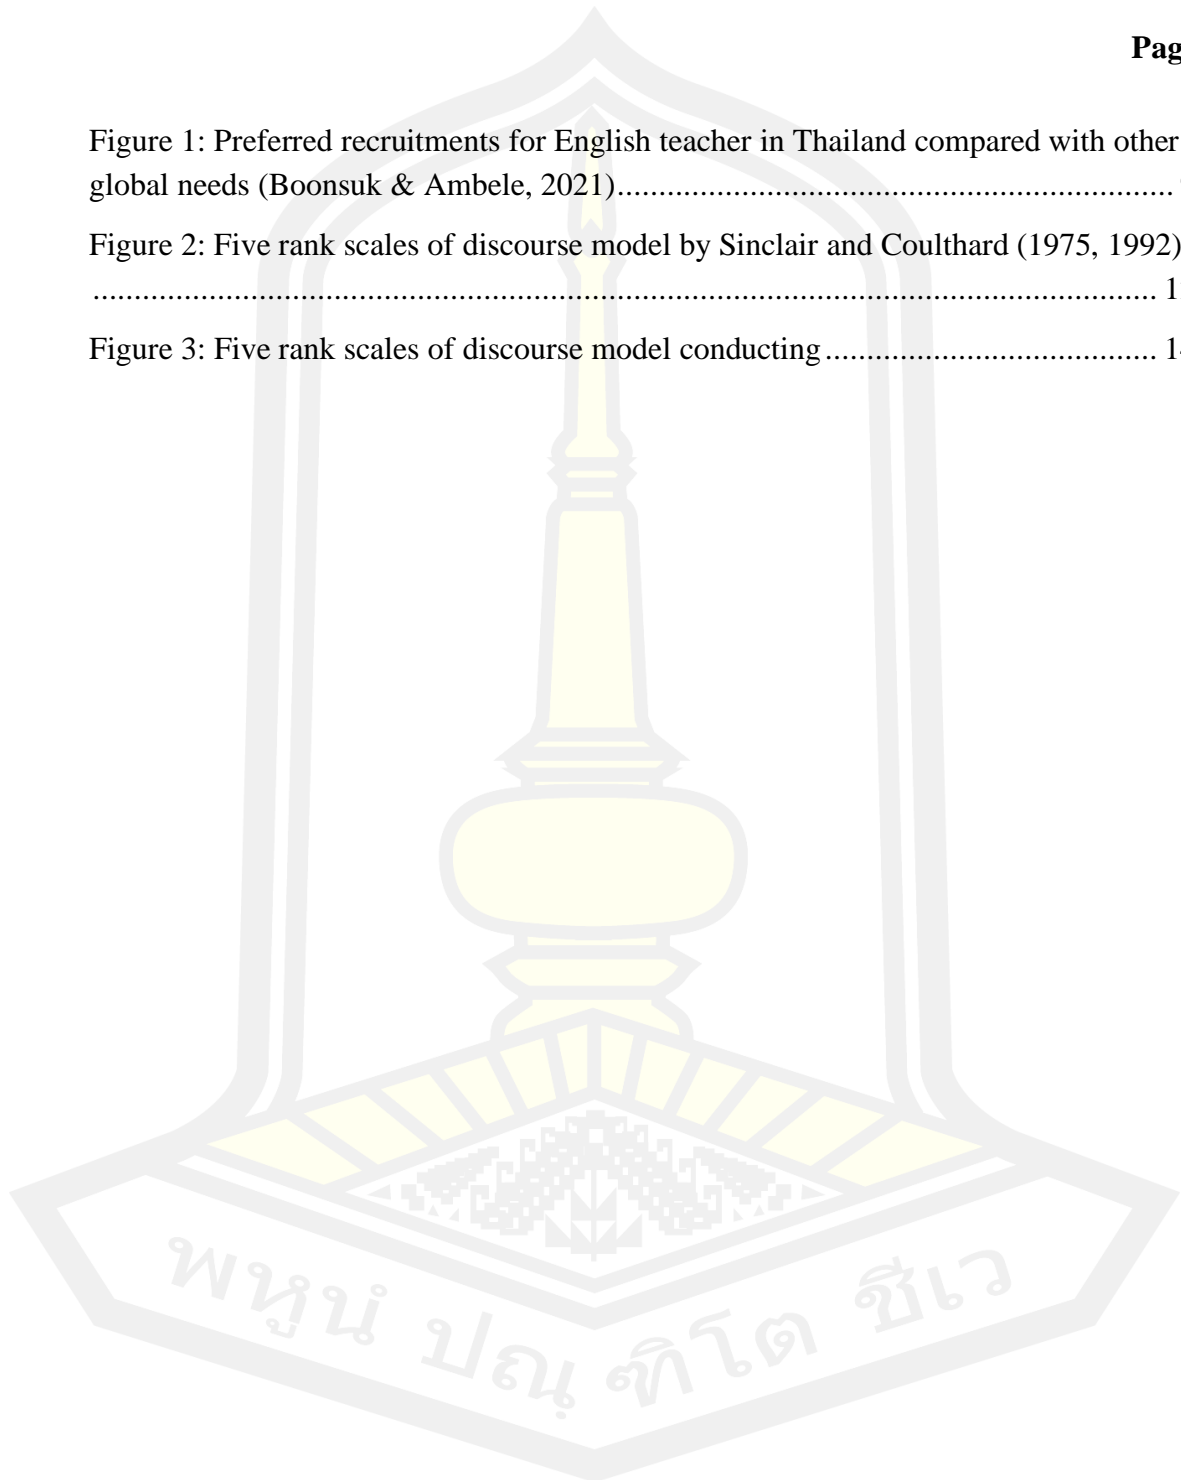 Pag
Figure 1: Preferred recruitments for English teacher in Thailand compared with other
global needs (Boonsuk & Ambele, 2021)...................................................................
Figure 2: Five rank scales of discourse model by Sinclair and Coulthard (1975, 1992)
................................................................................................................................. 1
Figure 3: Five rank scales of discourse model conducting........................................ 1
พหูนํ ปณฺ ฑิโต ชีเว